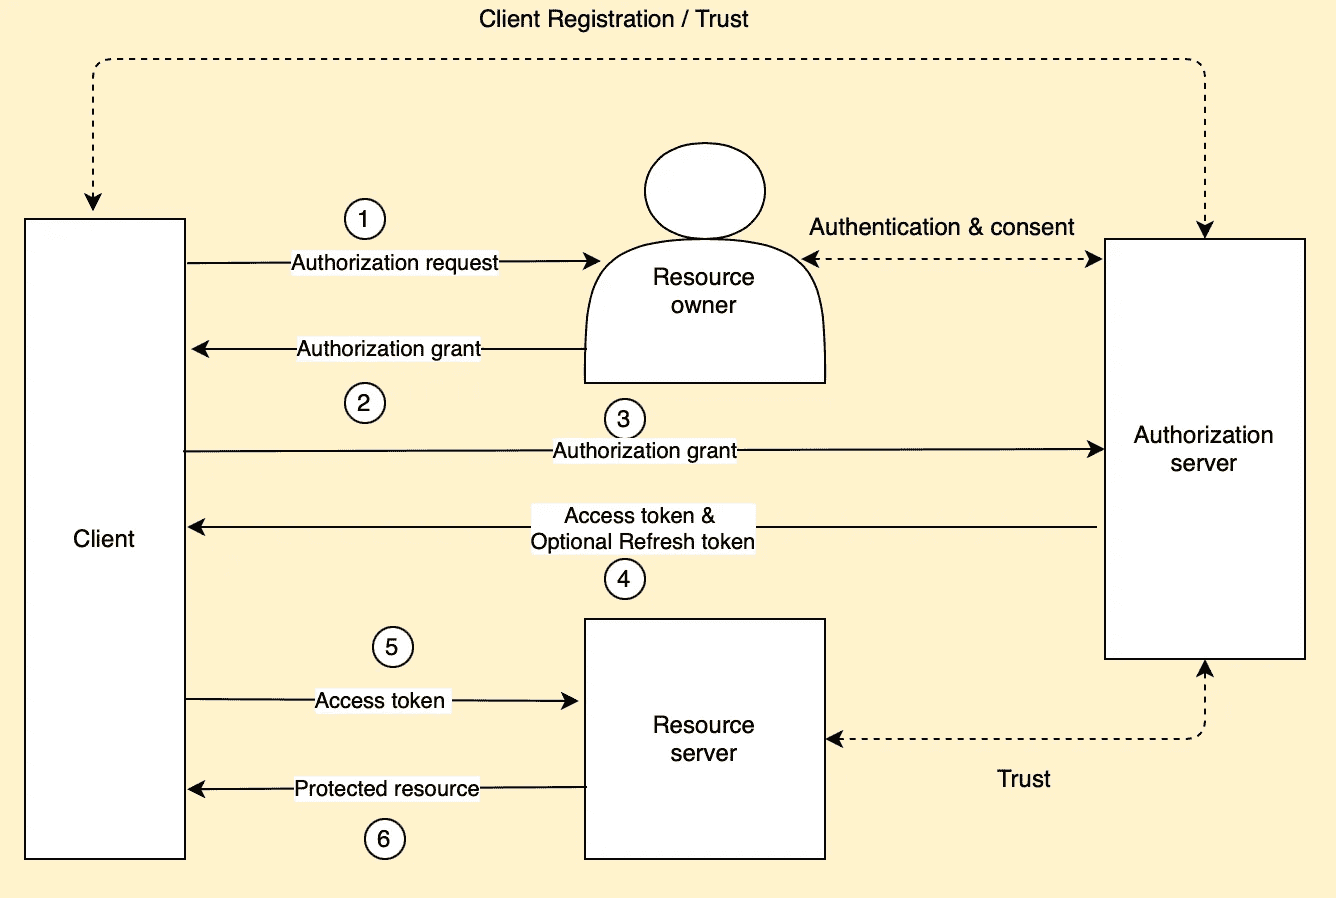 Client Registration / Trust
1
Authorization request
Authentication & consent
Resource
owner
Authorization grant
2
3
Authorization grant
Authorization
server
Access token &
Optional Refresh token
4
Client
5
Access token
Resource
server
Trust
Protected resource
6